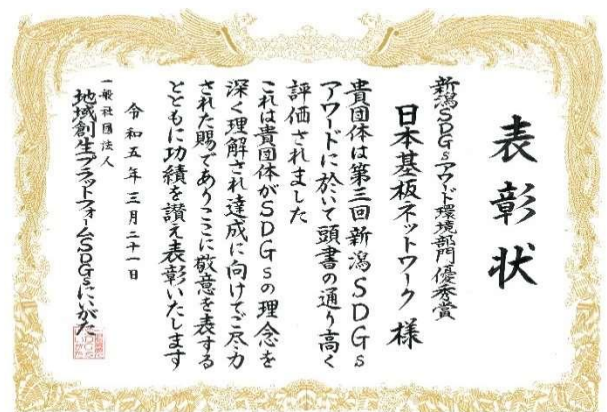 表彰状
新潟SDGsアワード環境部門優秀賞
日本基板ネットワーク 様
貴団体は第三回新潟SDGs
アワードに於いて頭書の通り高く
評価されました
これは貴団体がSDGsの理念を
深く理解され達成に向けてご尽力
された賜でありここに敬意を表する
とともに功績を讃え表彰いたします
令和五年三月二十一日
一般社団法人
地域創生プラットフォームSDGsにいがた